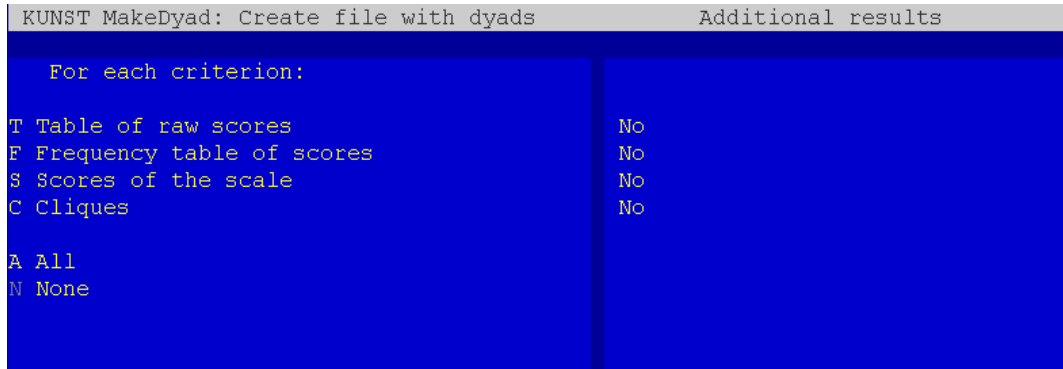 KUNST MakeDyad: Create file with dyads Additional results
For each criterion:
T Table of raw scores No
F Frequency table of scores No
S Scores of the scale No
C Cliques No
A All
N None